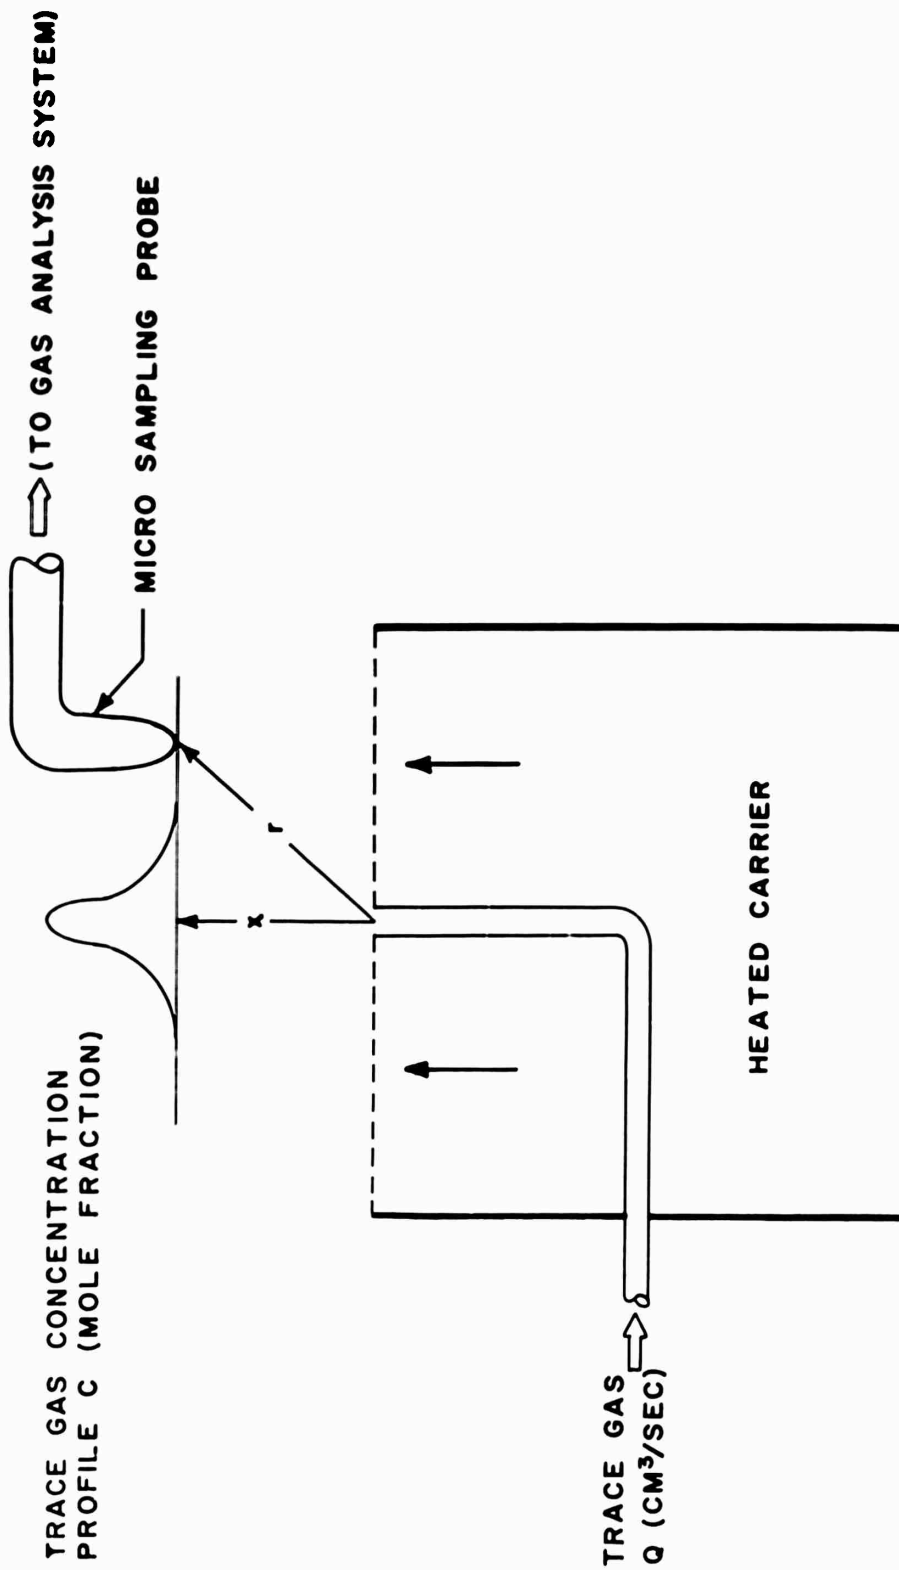 TRACE GAS CONCENTRATION
PROFILE C (MOLE FRACTION)
(TO GAS ANALYSIS SYSTEM)
MICRO SAMPLING PROBE
x
r
TRACE GAS
Q (CM³/SEC)
HEATED CARRIER